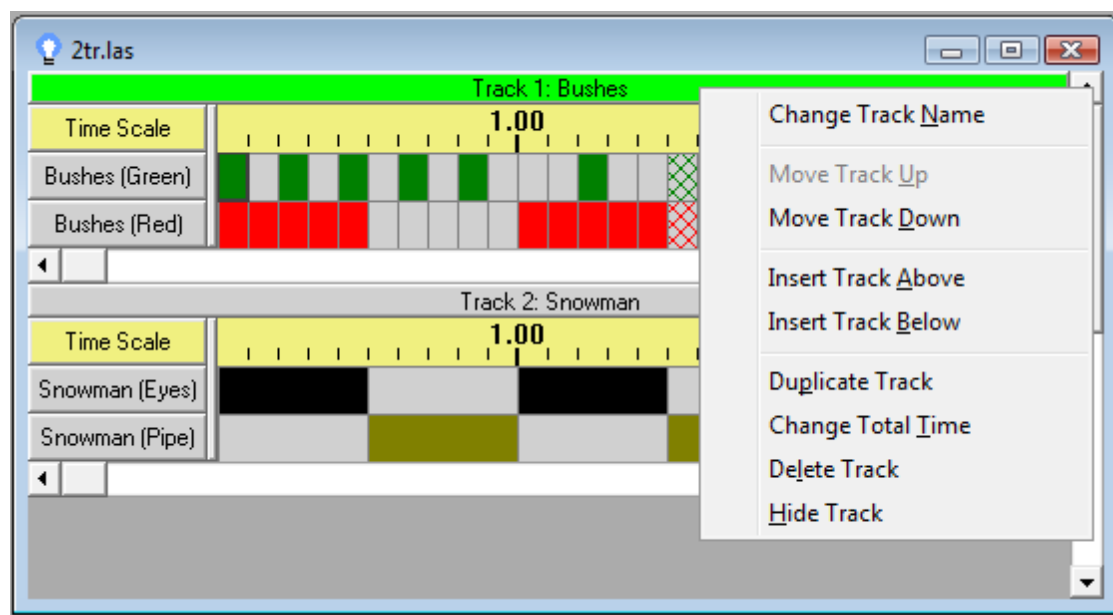 2tr.las
Track 1: Bushes
Time Scale
1.00
Bushes (Green)
Bushes (Red)
Track 2: Snowman
Time Scale
1.00
Snowman (Eyes)
Snowman (Pipe)
Change Track Name
Move Track Up
Move Track Down
Insert Track Above
Insert Track Below
Duplicate Track
Change Total Time
Delete Track
Hide Track